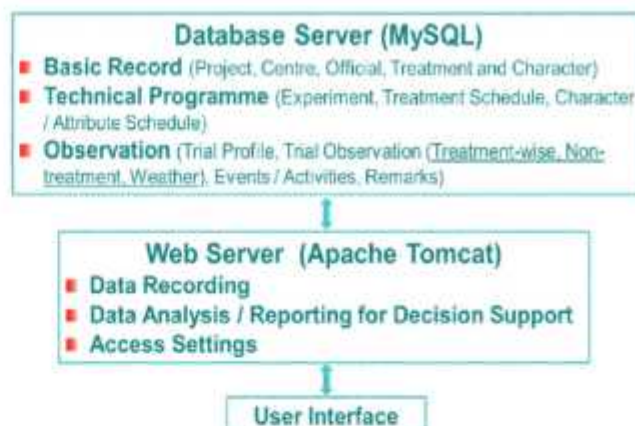 Database Server (MySQL)
Basic Record (Project, Centre, Official, Treatment and Character)
Technical Programme (Experiment, Treatment Schedule, Character
/ Attribute Schedule)
Observation (Trial Profile, Trial Observation (Treatment-wise, Non-
treatment, Weather), Events / Activities, Remarks)
Web Server (Apache Tomcat)
Data Recording
Data Analysis / Reporting for Decision Support
Access Settings
User Interface